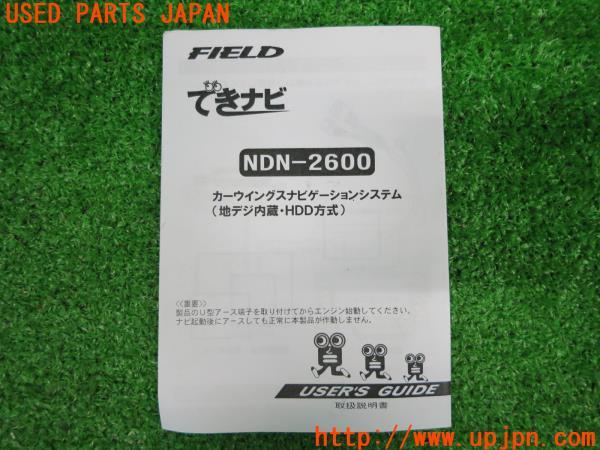 USED PARTS JAPAN
FIELD
できナビ
NDN-2600
カーウイングスナビゲーションシステム
(地デジ内蔵・HDD方式)
<<重要>>
製品のU型アース端子を取り付けてからエンジン始動してください。
ナビ起動後にアースしても正常に本製品が作動しません。
見 見 見
USER'S GUIDE
取扱説明書
http://www.upjpn.com